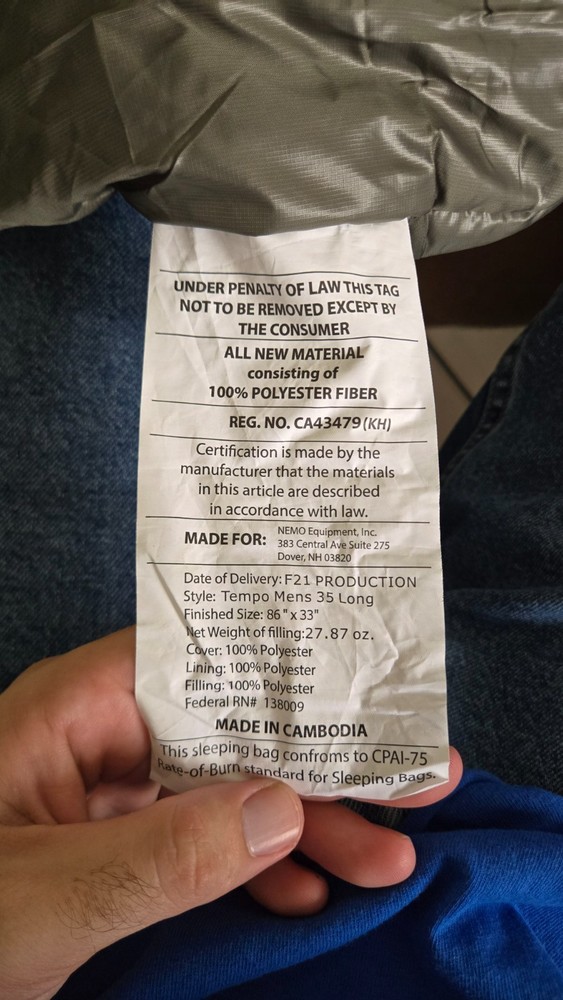 UNDER PENALTY OF LAW THIS TAG
NOT TO BE REMOVED EXCEPT BY
THE CONSUMER
ALL NEW MATERIAL
consisting of
100% POLYESTER FIBER
REG. NO. CA43479 (KH)
Certification is made by the
manufacturer that the materials
in this article are described
in accordance with law.
MADE FOR:
NEMO Equipment, Inc.
383 Central Ave Suite 275
Dover, NH 03820
Date of Delivery: F21 PRODUCTION
Style: Tempo Mens 35 Long
Finished Size: 86" x 33"
Net Weight of filling: 27.87 oz.
Cover: 100% Polyester
Lining: 100% Polyester
Filling: 100% Polyester
Federal RN# 138009
MADE IN CAMBODIA
This sleeping bag confroms to CPAI-75
Rate-of-Burn standard for Sleeping Bags.